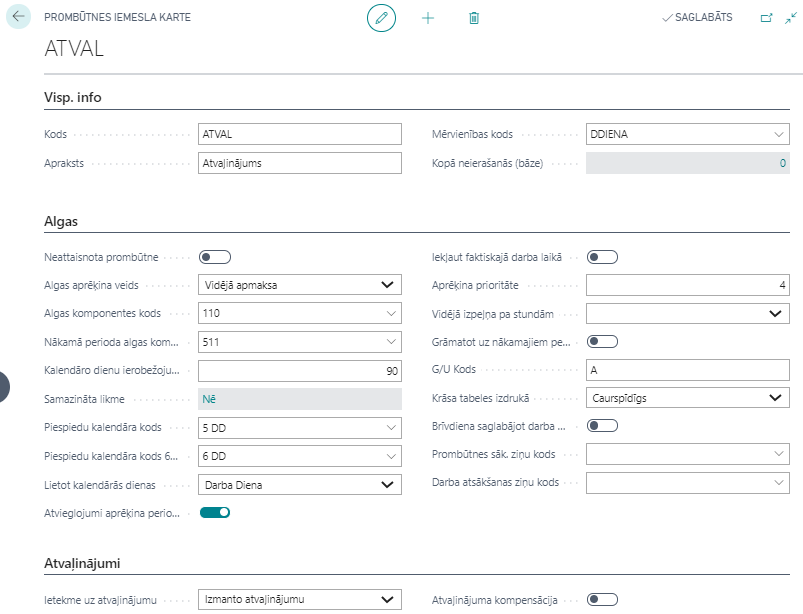 PROMBŪTNES IEMESLA KARTE
SAGLABĀTS
ATVAL
Visp. info
Kods ATVAL
Mērvienības kods DDIENA
Apraksts Atvaļinājums
Kopā neierašanās (bāze) 0
Algas
Neattaisnota prombūtne
Iekļaut faktiskajā darba laikā
Algas aprēķina veids Vidējā apmaksa
Aprēķina prioritāte 4
Algas komponentes kods 110
Vidējā izpeļņa pa stundām
Nākamā perioda algas kom... 511
Grāmatot uz nākamajiem pe...
Kalendāro dienu ierobežoju... 90
G/U Kods A
Samazināta likme Nē
Krāsa tabeles izdrukā Caurspīdīgs
Piespiedu kalendāra kods 5 DD
Brīvdiena saglabājot darba ...
Piespiedu kalendāra kods 6... 6 DD
Prombūtnes sāk. ziņu kods
Lietot kalendārās dienas Darba Diena
Darba atsākšanas ziņu kods
Atvieglojumi aprēķina perio...
Atvaļinājumi
Ietekme uz atvaļinājumu Izmanto atvaļinājumu
Atvaļinājuma kompensācija